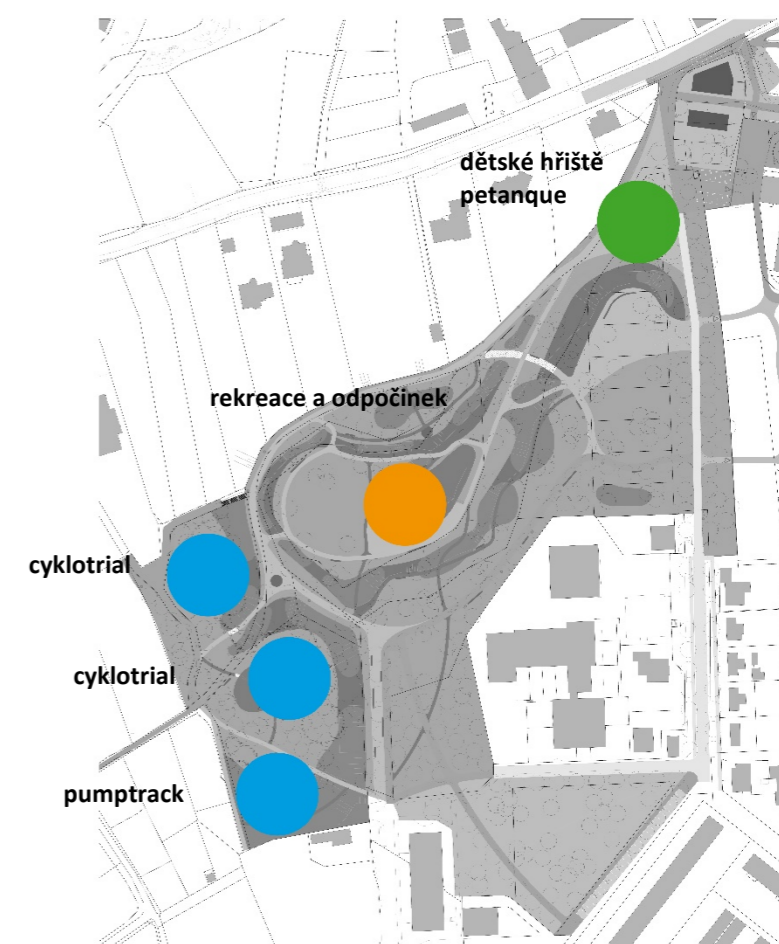 dětské hřiště
petanque
rekreace a odpočinek
cyklotrial
cyklotrial
pumptrack